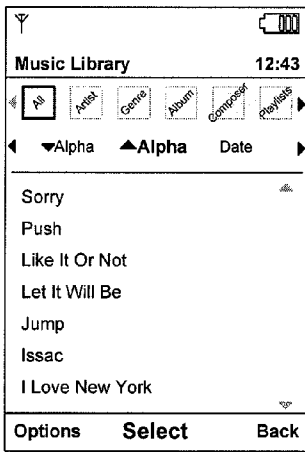 Music Library 12:43
All Artist Genre Album Composer Playlists
▼Alpha ▲Alpha Date
Sorry
Push
Like It Or Not
Let It Will Be
Jump
Issac
I Love New York
Options Select Back